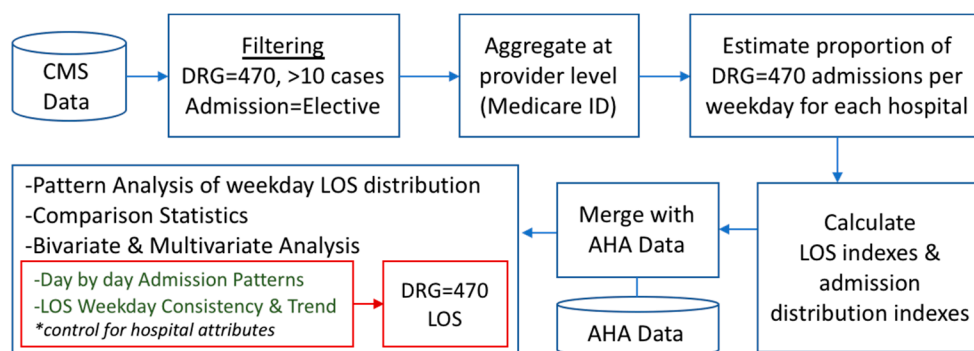 CMS
Data
Filtering
DRG=470, >10 cases
Admission=Elective
Aggregate at
provider level
(Medicare ID)
Estimate proportion of
DRG=470 admissions per
weekday for each hospital
Calculate
LOS indexes &
admission
distribution indexes
Merge with
AHA Data
AHA Data
-Pattern Analysis of weekday LOS distribution
-Comparison Statistics
-Bivariate & Multivariate Analysis
-Day by day Admission Patterns
-LOS Weekday Consistency & Trend
*control for hospital attributes
DRG=470
LOS